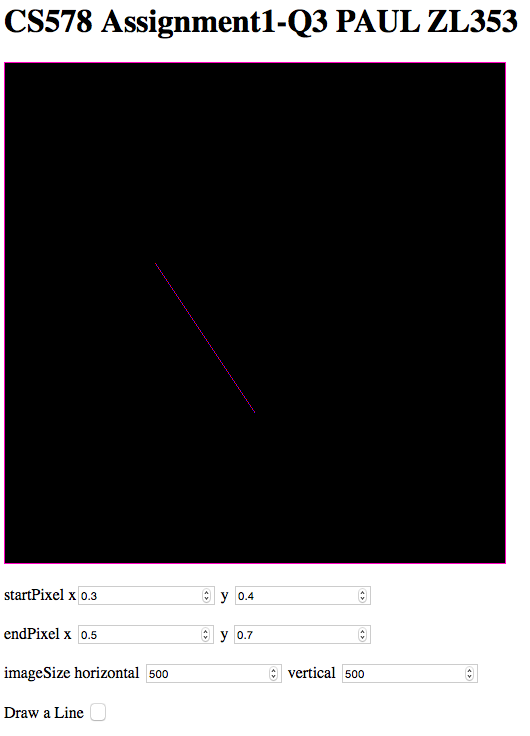 CS578 Assignment1-Q3 PAUL ZL353
startPixel x 0.3 y 0.4
endPixel x 0.5 y 0.7
imageSize horizontal 500 vertical 500
Draw a Line